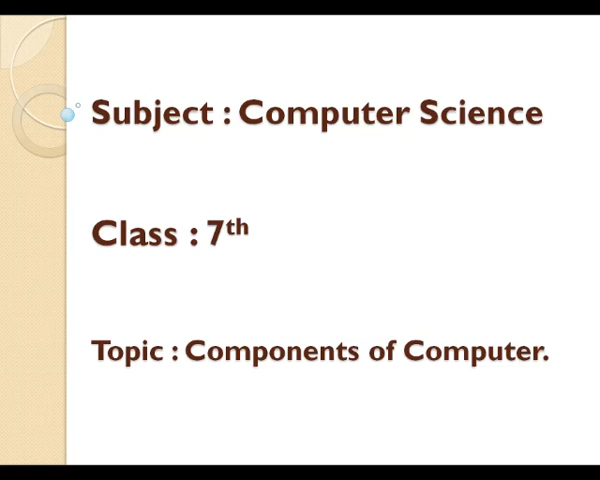 Subject : Computer Science
Class : 7th
Topic : Components of Computer.